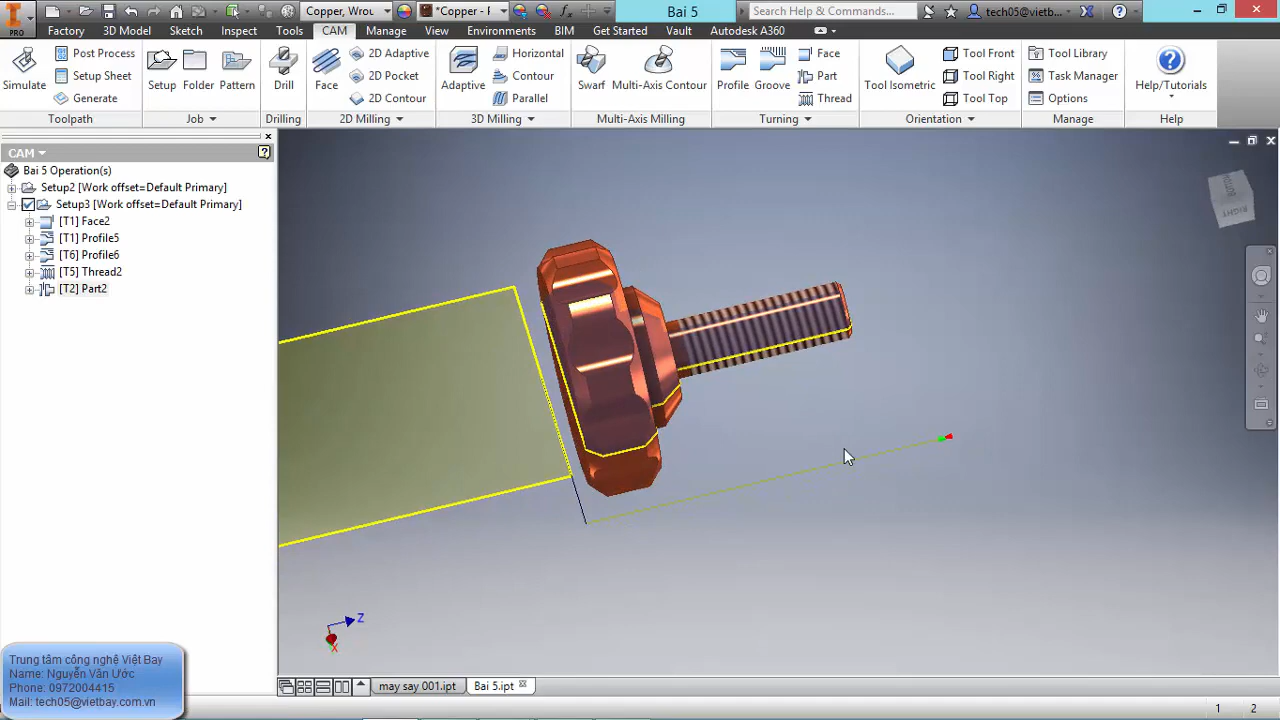 PRO
Copper, Wrou
*Copper - P
fx
Bai 5
Search Help & Commands...
tech05@vietb...
Factory
3D Model
Sketch
Inspect
Tools
CAM
Manage
View
Environments
BIM
Get Started
Vault
Autodesk A360
Simulate
Post Process
Setup Sheet
Generate
Toolpath
Setup
Folder
Pattern
Job
Drill
Drilling
Face
2D Adaptive
2D Pocket
2D Contour
2D Milling
Adaptive
Horizontal
Contour
Parallel
3D Milling
Swarf
Multi-Axis Contour
Multi-Axis Milling
Profile
Groove
Face
Part
Thread
Turning
Tool Isometric
Tool Front
Tool Right
Tool Top
Orientation
Tool Library
Task Manager
Options
Manage
Help/Tutorials
Help
CAM
Bai 5 Operation(s)
Setup2 [Work offset=Default Primary]
Setup3 [Work offset=Default Primary]
[T1] Face2
[T1] Profile5
[T6] Profile6
[T5] Thread2
[T2] Part2
BOTTOM
RIGHT
Z
X
Trung tâm công nghệ Việt Bay
Name: Nguyễn Văn Ước
Phone: 0972004415
Mail: tech05@vietbay.com.vn
may say 001.ipt
Bai 5.ipt
1
2